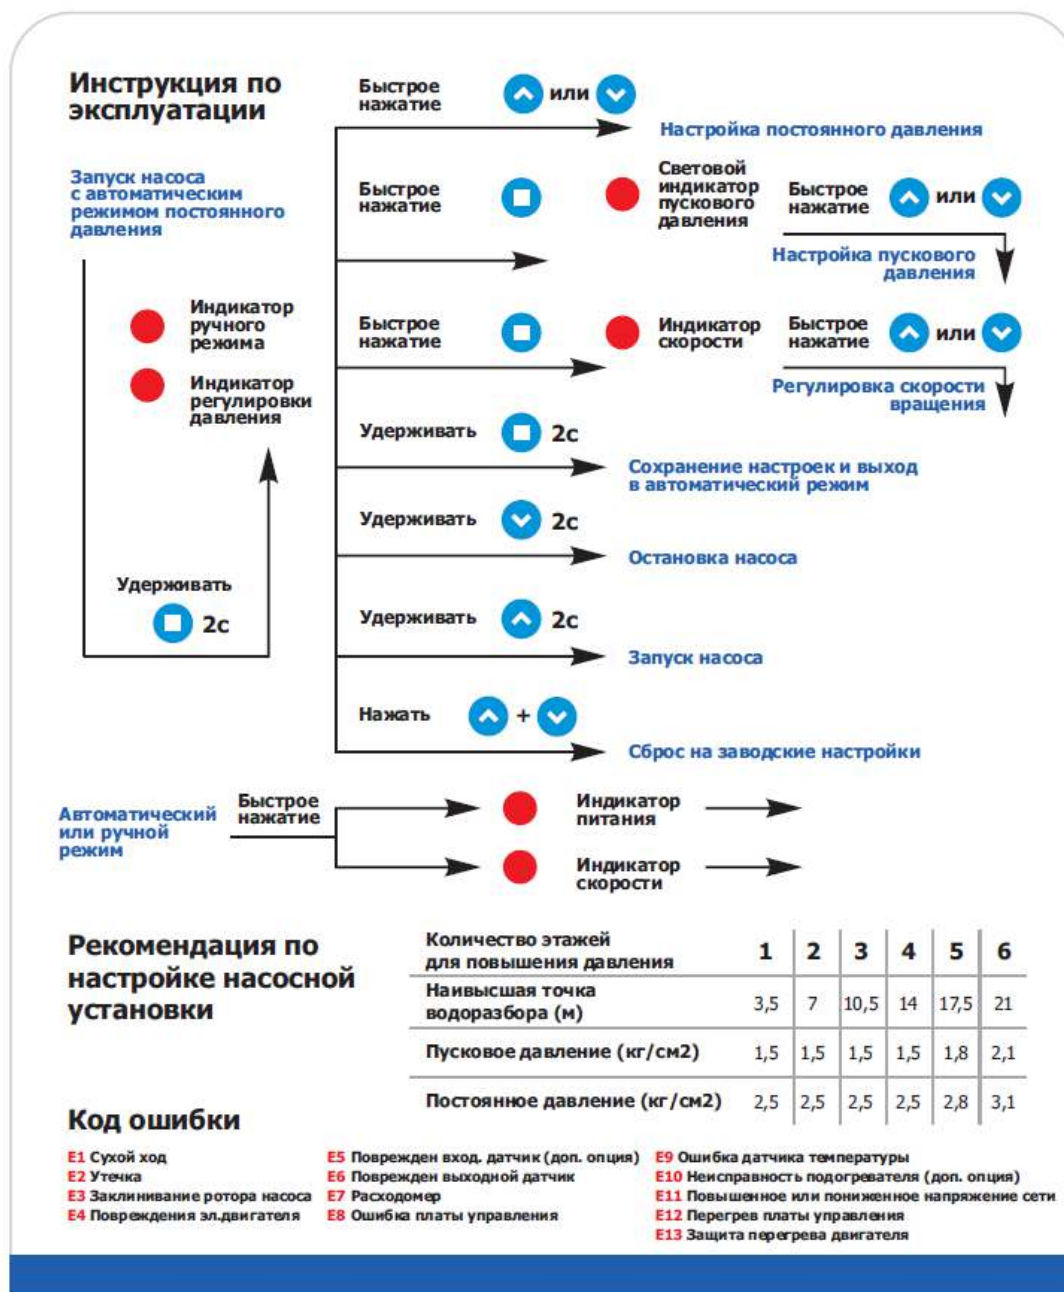 Инструкция по
эксплуатации
Запуск насоса
с автоматическим
режимом постоянного
давления
Индикатор
ручного
режима
Индикатор
регулировки
давления
Удерживать
2с
Быстрое
нажатие
или
Настройка постоянного давления
Быстрое
нажатие
Световой
индикатор
пускового
давления
Быстрое
нажатие
или
Настройка пускового
давления
Быстрое
нажатие
Индикатор
скорости
Быстрое
нажатие
или
Регулировка скорости
вращения
Удерживать 2с
Сохранение настроек и выход
в автоматический режим
Удерживать 2с
Остановка насоса
Удерживать 2с
Запуск насоса
Нажать +
Сброс на заводские настройки
Автоматический
или ручной
режим
Быстрое
нажатие
Индикатор
питания
Индикатор
скорости
Рекомендация по
настройке насосной
установки
Количество этажей
для повышения давления
1 2 3 4 5 6
Наивысшая точка
водоразбора (м)
3,5 7 10,5 14 17,5 21
Пусковое давление (кг/см2) 1,5 1,5 1,5 1,5 1,8 2,1
Постоянное давление (кг/см2) 2,5 2,5 2,5 2,5 2,8 3,1
Код ошибки
E1 Сухой ход
E2 Утечка
E3 Заклинивание ротора насоса
E4 Повреждения эл.двигателя
E5 Поврежден вход. датчик (доп. опция)
E6 Поврежден выходной датчик
E7 Расходомер
E8 Ошибка платы управления
E9 Ошибка датчика температуры
E10 Неисправность подогревателя (доп. опция)
E11 Повышенное или пониженное напряжение сети
E12 Перегрев платы управления
E13 Защита перегрева двигателя